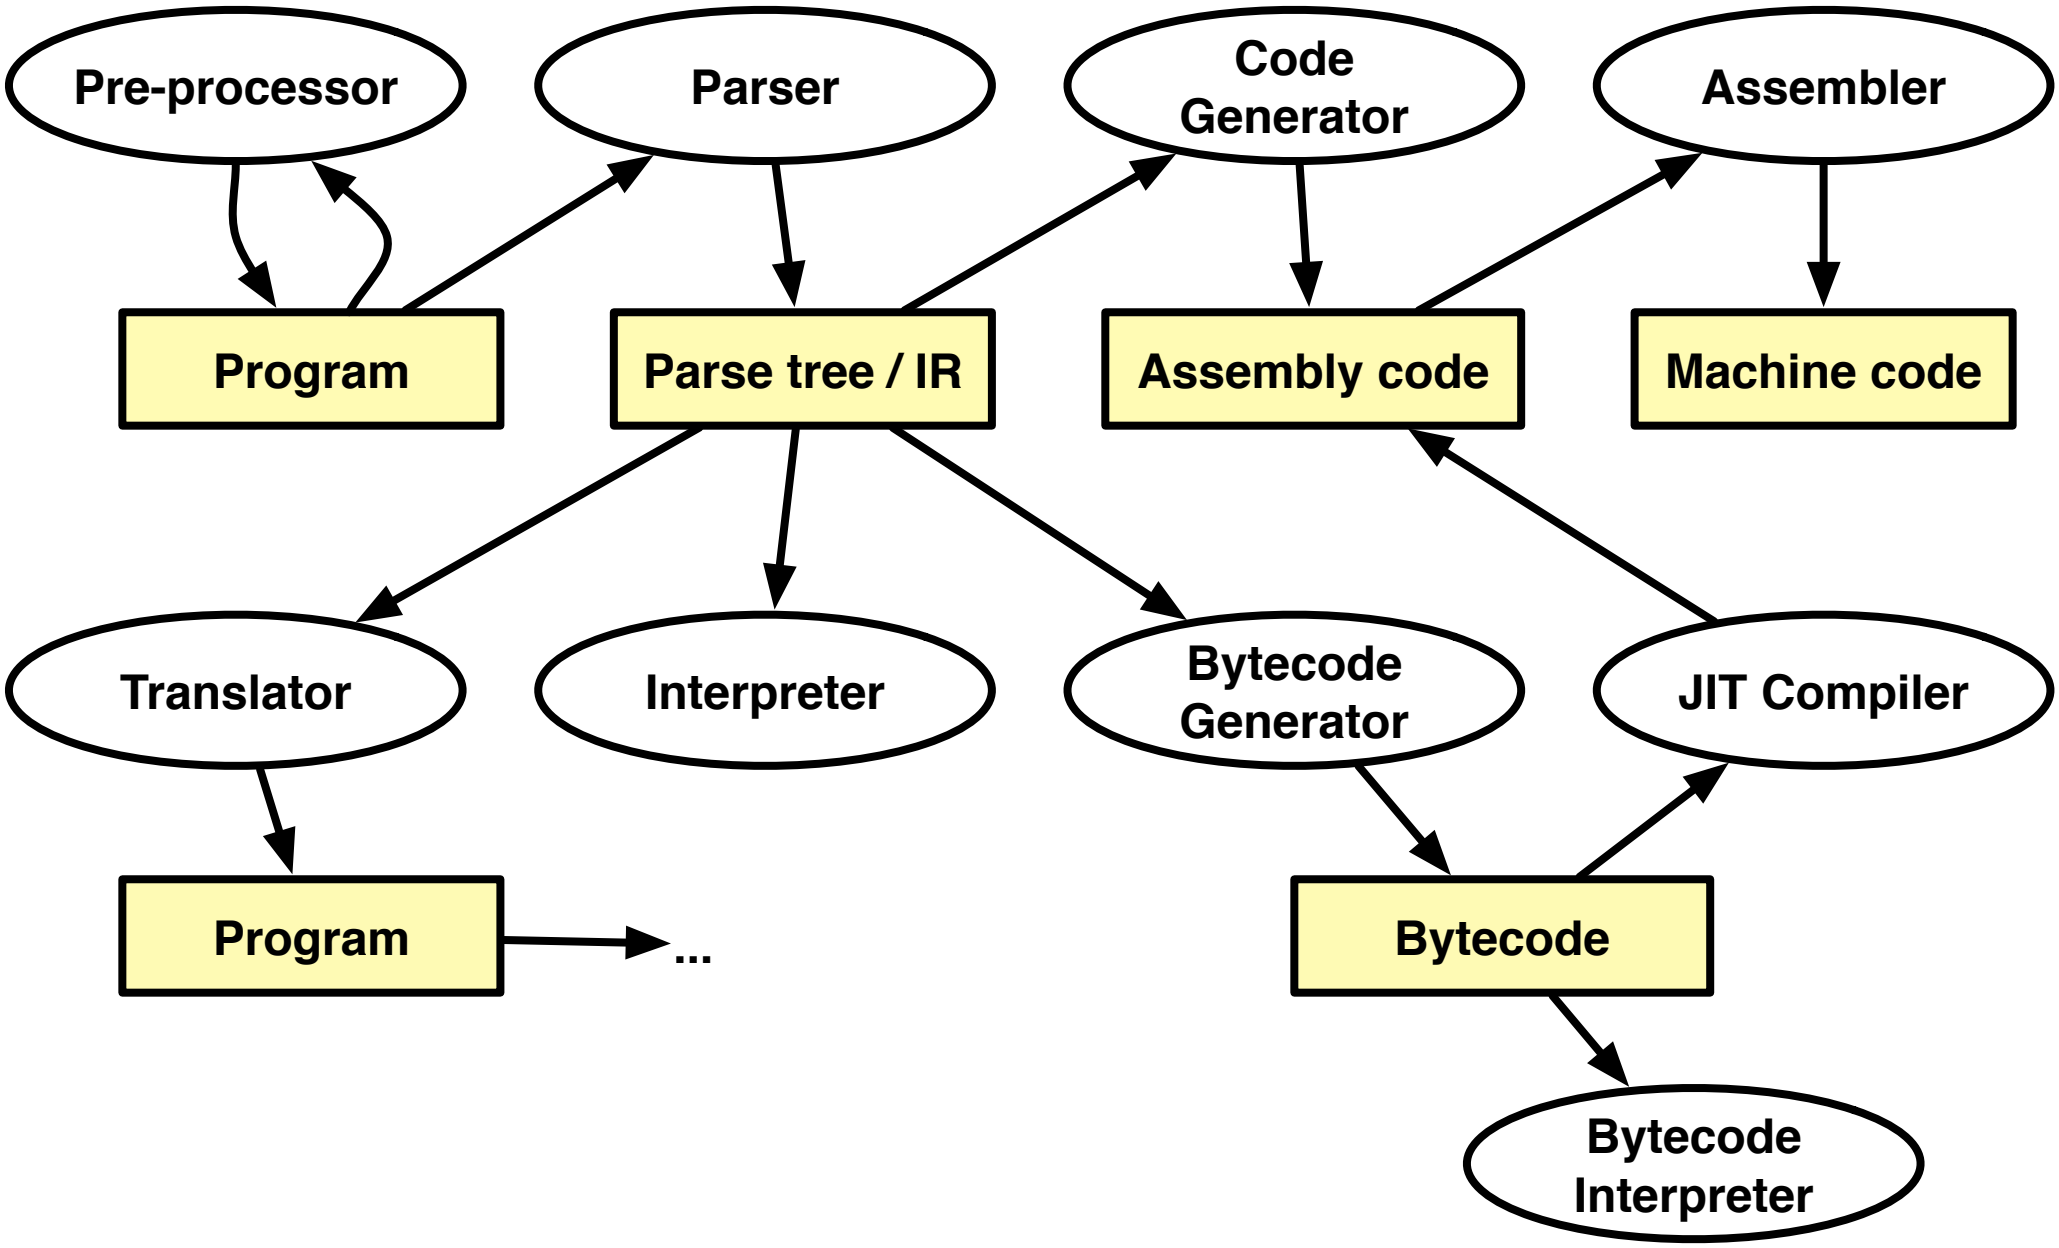 Pre-processor
Parser
Code
Generator
Assembler
Program
Parse tree / IR
Assembly code
Machine code
Translator
Interpreter
Bytecode
Generator
JIT Compiler
Program
...
Bytecode
Bytecode
Interpreter